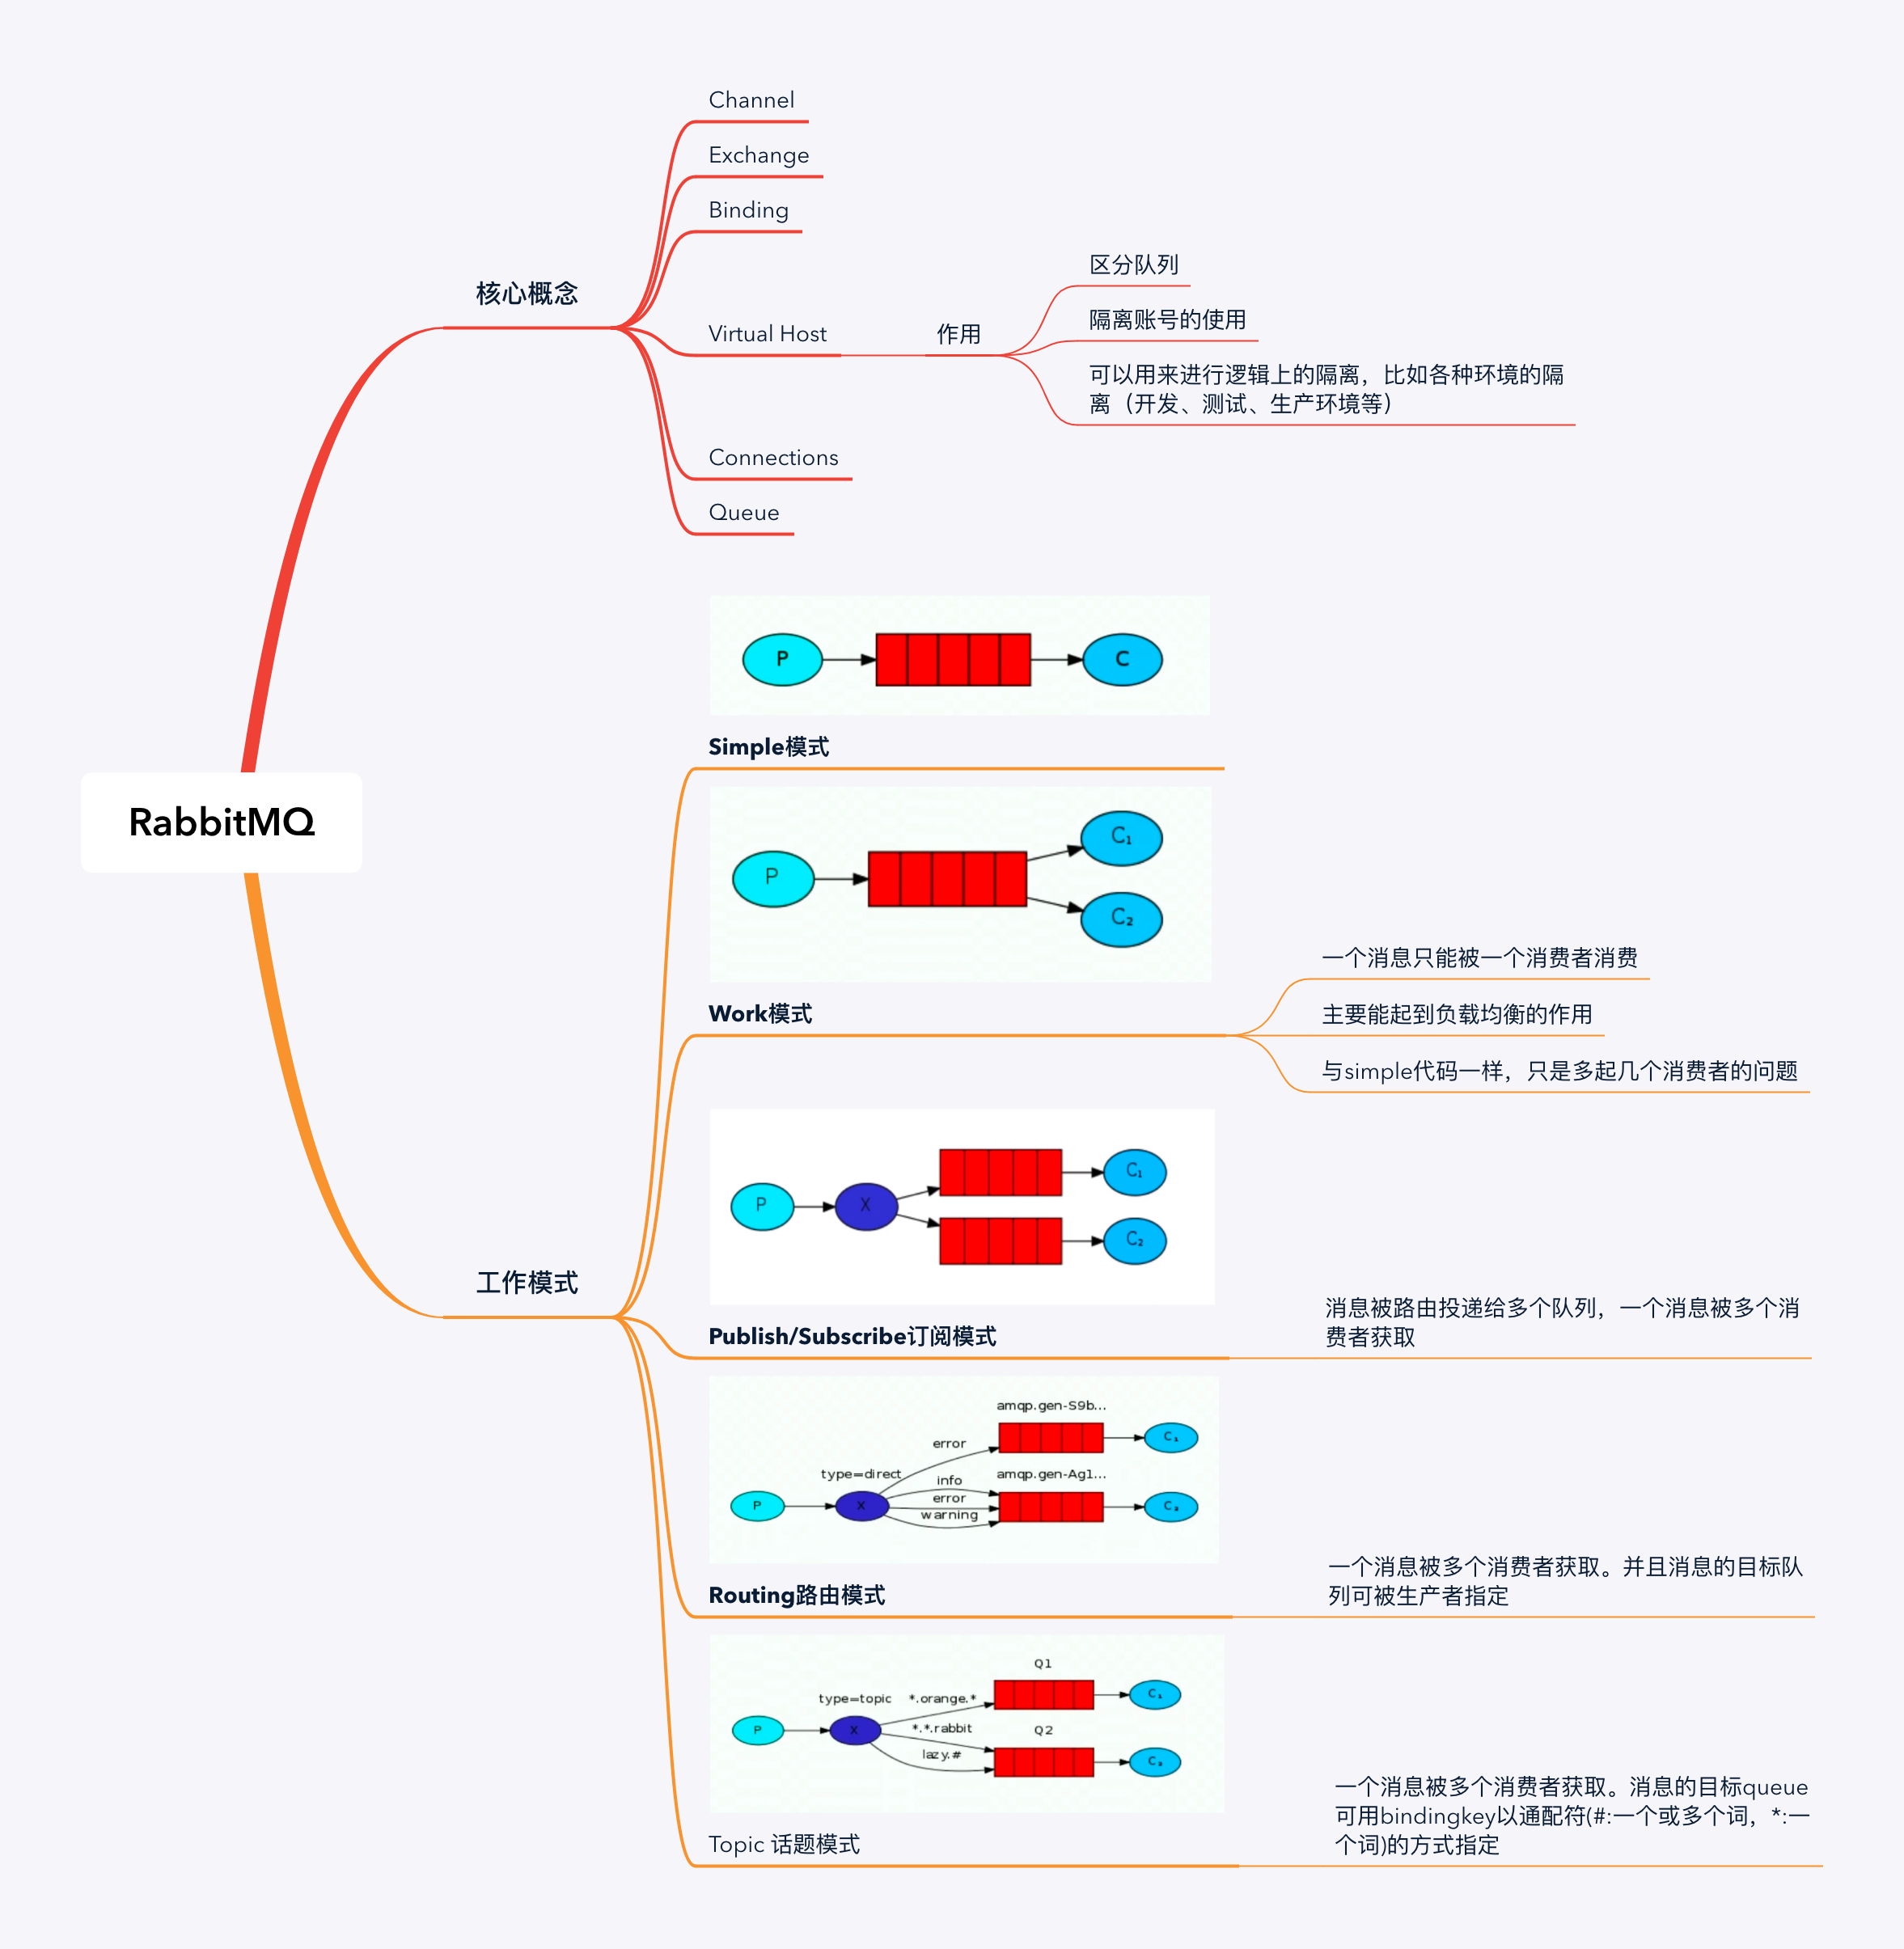 RabbitMQ
核心概念
Channel
Exchange
Binding
Virtual Host
作用
区分队列
隔离账号的使用
可以用来进行逻辑上的隔离，比如各种环境的隔
离（开发、测试、生产环境等）
Connections
Queue
工作模式
P
C
Simple模式
P
C₁
C₂
Work模式
一个消息只能被一个消费者消费
主要能起到负载均衡的作用
与simple代码一样，只是多起几个消费者的问题
P
X
C₁
C₂
Publish/Subscribe订阅模式
消息被路由投递给多个队列，一个消息被多个消
费者获取
amqp.gen-S9b...
error
C₁
type=direct
info
amqp.gen-Ag1...
P
X
error
C₂
warning
Routing路由模式
一个消息被多个消费者获取。并且消息的目标队
列可被生产者指定
Q1
type=topic
*.orange.*
C₁
P
X
*.*.rabbit
Q2
lazy.#
C₂
Topic 话题模式
一个消息被多个消费者获取。消息的目标queue
可用bindingkey以通配符(#:一个或多个词，*:一
个词)的方式指定